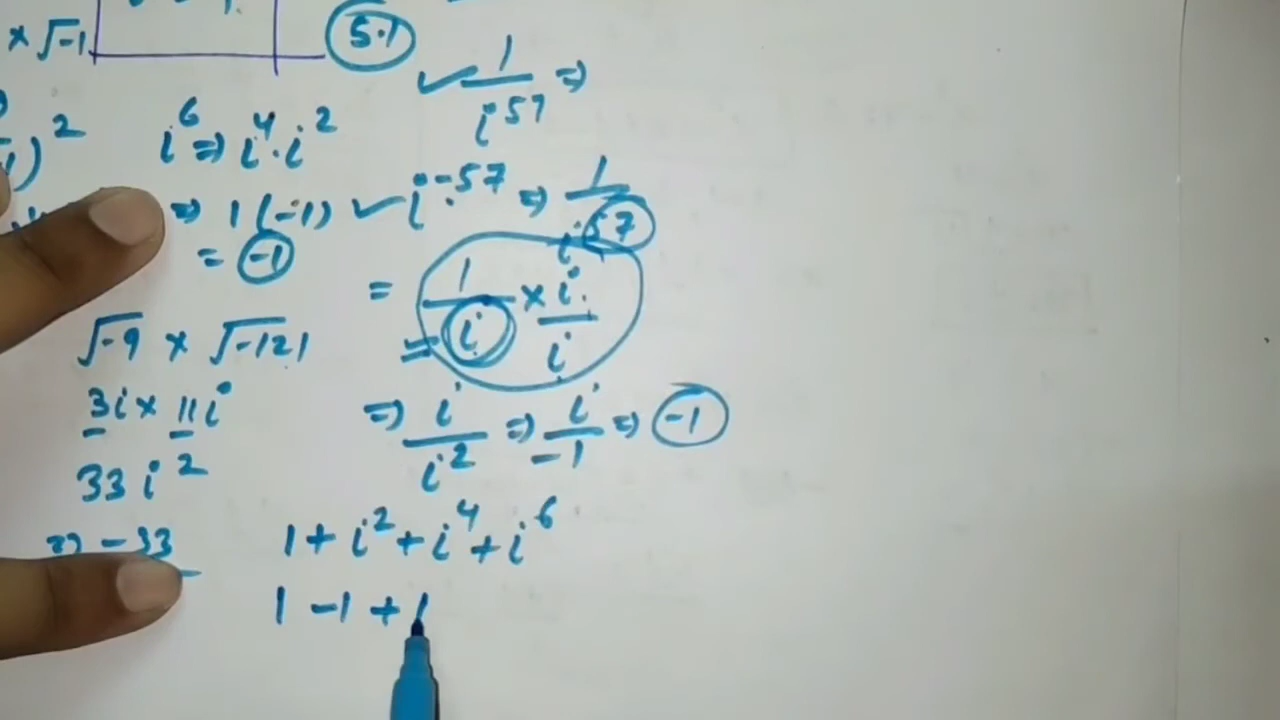 × √-1
5.1
1/i^57 ⇒
)^2
i^6 ⇒ i^4 · i^2
⇒ 1(-1)
= -1
i^-57 ⇒ 1/i^57
= 1/i × i/i
⇒ i/i^2 ⇒ i/-1 ⇒ -1
√-9 × √-121
3i × 11i
33 i^2
⇒ -33
1 + i^2 + i^4 + i^6
1 - 1 + 1